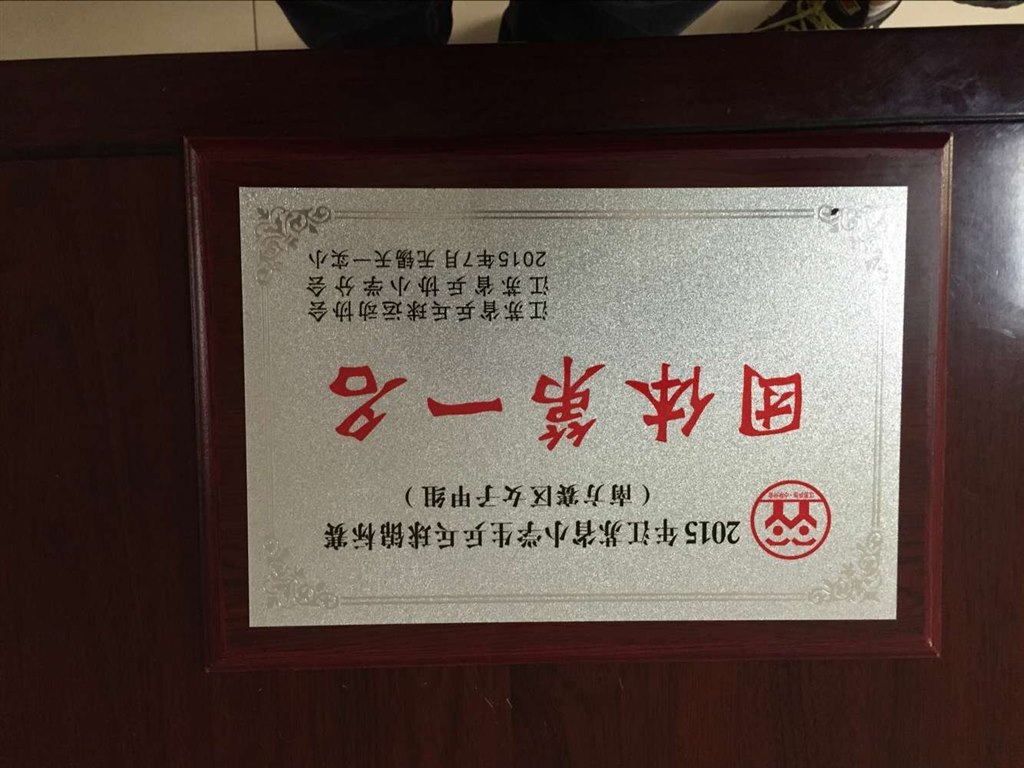 2015年江苏省小学生乒乓球锦标赛
（南方赛区女子甲组）
团体第一名
江苏省乒乓球运动协会
江苏省乒协小学分会
2015年7月 无锡天一实小